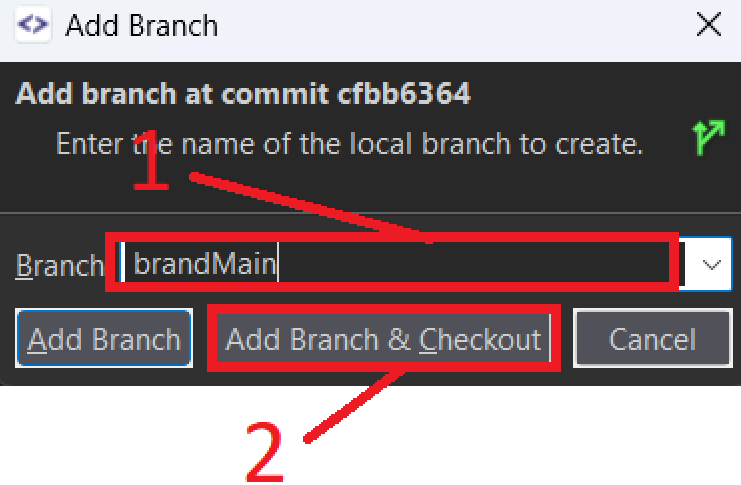 Add Branch
Add branch at commit cfbb6364
Enter the name of the local branch to create.
1
Branch brandMain
Add Branch Add Branch & Checkout Cancel
2